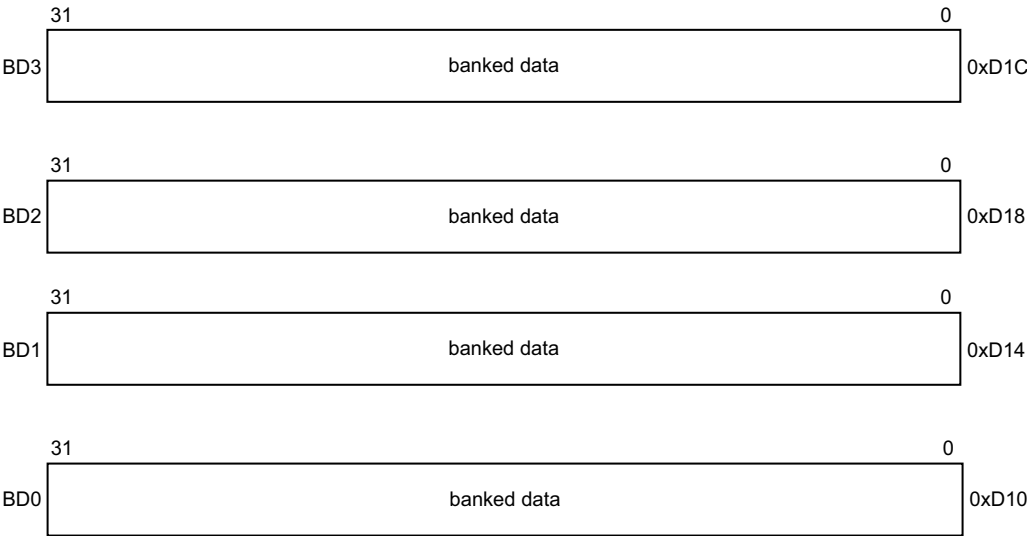 31 0
BD3 banked data 0xD1C
31 0
BD2 banked data 0xD18
31 0
BD1 banked data 0xD14
31 0
BD0 banked data 0xD10